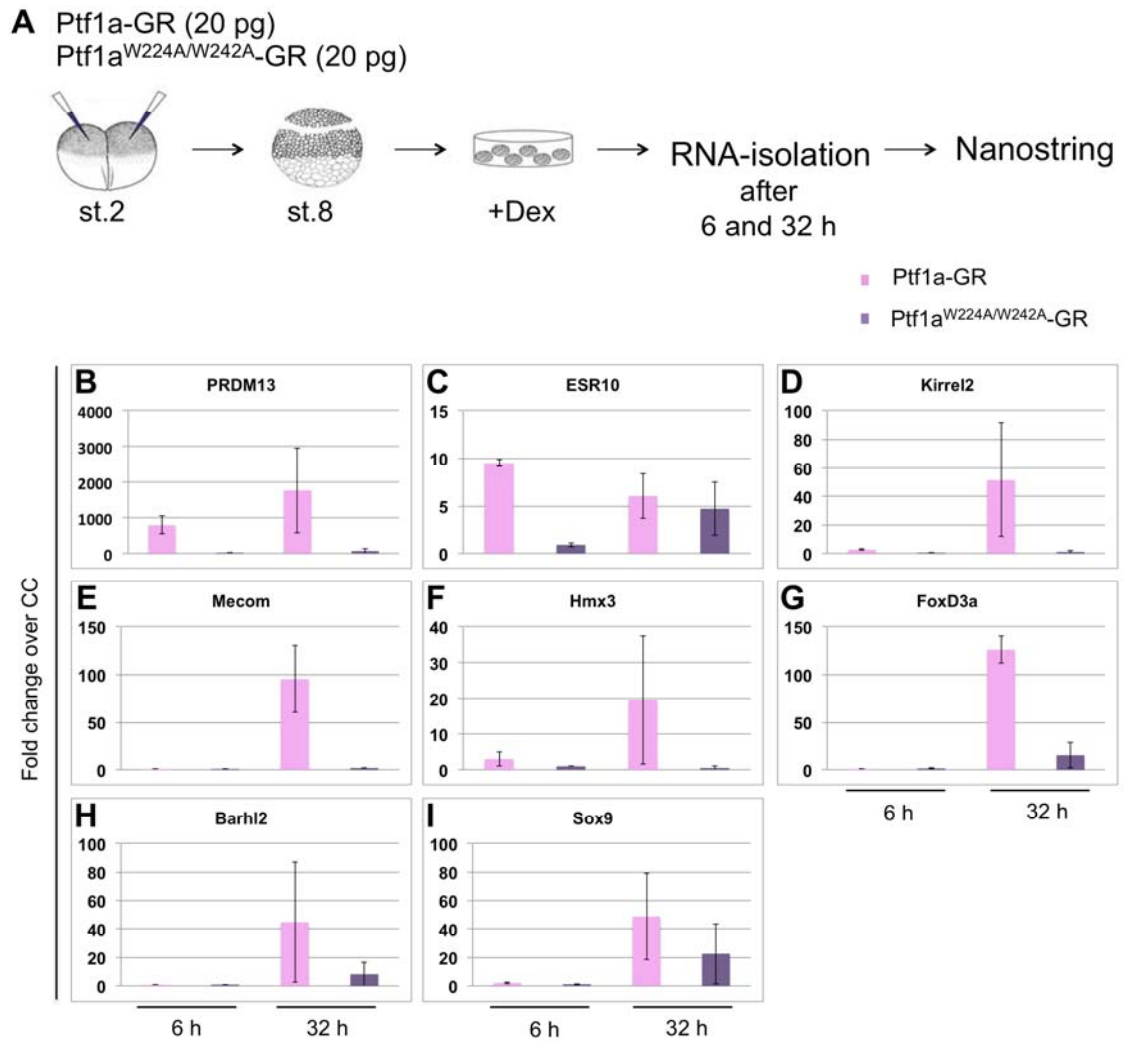 A Ptf1a-GR (20 pg)
Ptf1aW224A/W242A-GR (20 pg)
st.2
st.8
+Dex
RNA-isolation
after
6 and 32 h
Nanostring
Ptf1a-GR
Ptf1aW224A/W242A-GR
Fold change over CC
B PRDM13
4000
3000
2000
1000
0
C ESR10
15
10
5
0
D Kirrel2
100
80
60
40
20
0
E Mecom
150
100
50
0
F Hmx3
40
30
20
10
0
G FoxD3a
150
100
50
0
6 h 32 h
H Barhl2
100
80
60
40
20
0
6 h 32 h
I Sox9
100
80
60
40
20
0
6 h 32 h